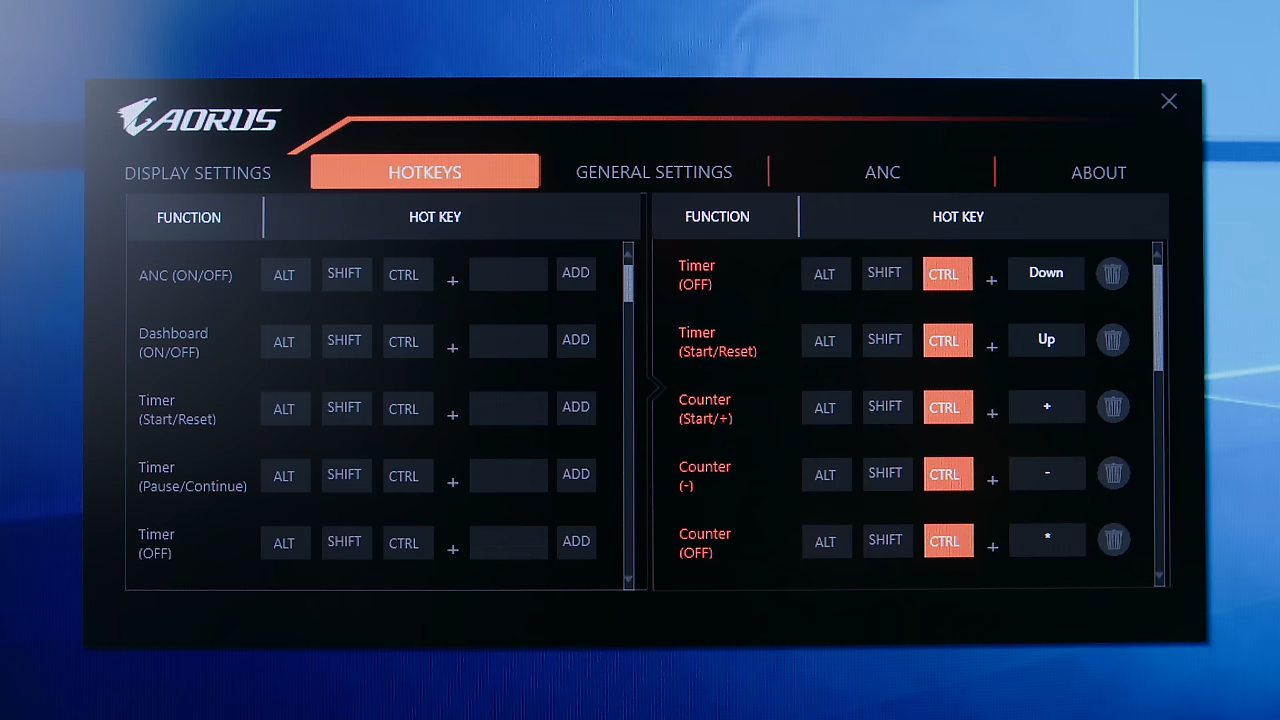 AORUS
DISPLAY SETTINGS
HOTKEYS
GENERAL SETTINGS
ANC
ABOUT
FUNCTION
HOT KEY
ANC (ON/OFF)
ALT
SHIFT
CTRL
+
ADD
Dashboard
(ON/OFF)
ALT
SHIFT
CTRL
+
ADD
Timer
(Start/Reset)
ALT
SHIFT
CTRL
+
ADD
Timer
(Pause/Continue)
ALT
SHIFT
CTRL
+
ADD
Timer
(OFF)
ALT
SHIFT
CTRL
+
ADD
FUNCTION
HOT KEY
Timer
(OFF)
ALT
SHIFT
CTRL
+
Down
Timer
(Start/Reset)
ALT
SHIFT
CTRL
+
Up
Counter
(Start/+)
ALT
SHIFT
CTRL
+
+
Counter
(-)
ALT
SHIFT
CTRL
+
-
Counter
(OFF)
ALT
SHIFT
CTRL
+
*